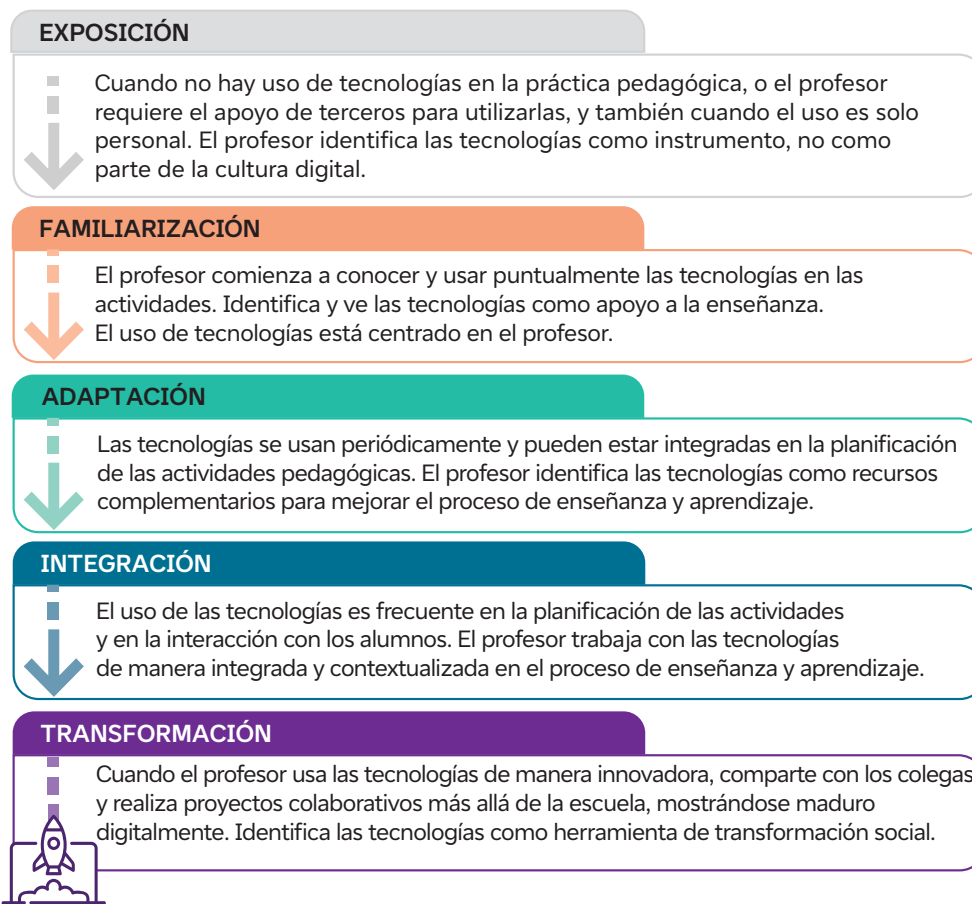 EXPOSICIÓN
Cuando no hay uso de tecnologías en la práctica pedagógica, o el profesor
requiere el apoyo de terceros para utilizarlas, y también cuando el uso es solo
personal. El profesor identifica las tecnologías como instrumento, no como
parte de la cultura digital.
FAMILIARIZACIÓN
El profesor comienza a conocer y usar puntualmente las tecnologías en las
actividades. Identifica y ve las tecnologías como apoyo a la enseñanza.
El uso de tecnologías está centrado en el profesor.
ADAPTACIÓN
Las tecnologías se usan periódicamente y pueden estar integradas en la planificación
de las actividades pedagógicas. El profesor identifica las tecnologías como recursos
complementarios para mejorar el proceso de enseñanza y aprendizaje.
INTEGRACIÓN
El uso de las tecnologías es frecuente en la planificación de las actividades
y en la interacción con los alumnos. El profesor trabaja con las tecnologías
de manera integrada y contextualizada en el proceso de enseñanza y aprendizaje.
TRANSFORMACIÓN
Cuando el profesor usa las tecnologías de manera innovadora, comparte con los colegas
y realiza proyectos colaborativos más allá de la escuela, mostrándose maduro
digitalmente. Identifica las tecnologías como herramienta de transformación social.